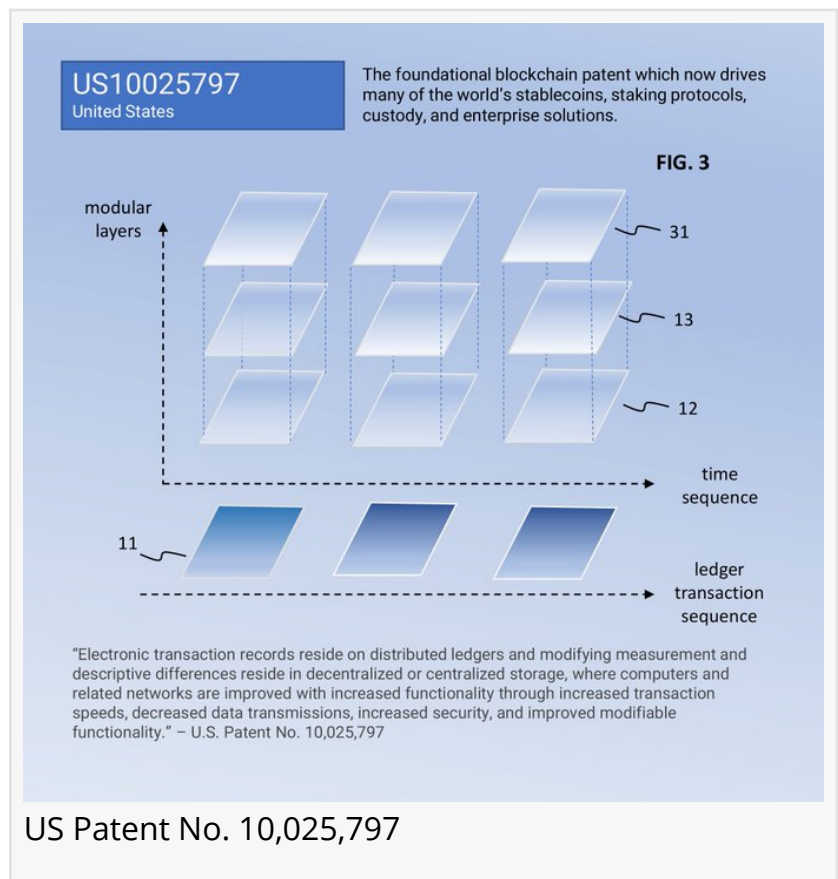 US10025797
United States
The foundational blockchain patent which now drives
many of the world's stablecoins, staking protocols,
custody, and enterprise solutions.
FIG. 3
modular
layers
31
13
12
time
sequence
11
ledger
transaction
sequence
“Electronic transaction records reside on distributed ledgers and modifying measurement and
descriptive differences reside in decentralized or centralized storage, where computers and
related networks are improved with increased functionality through increased transaction
speeds, decreased data transmissions, increased security, and improved modifiable
functionality.” – U.S. Patent No. 10,025,797
US Patent No. 10,025,797